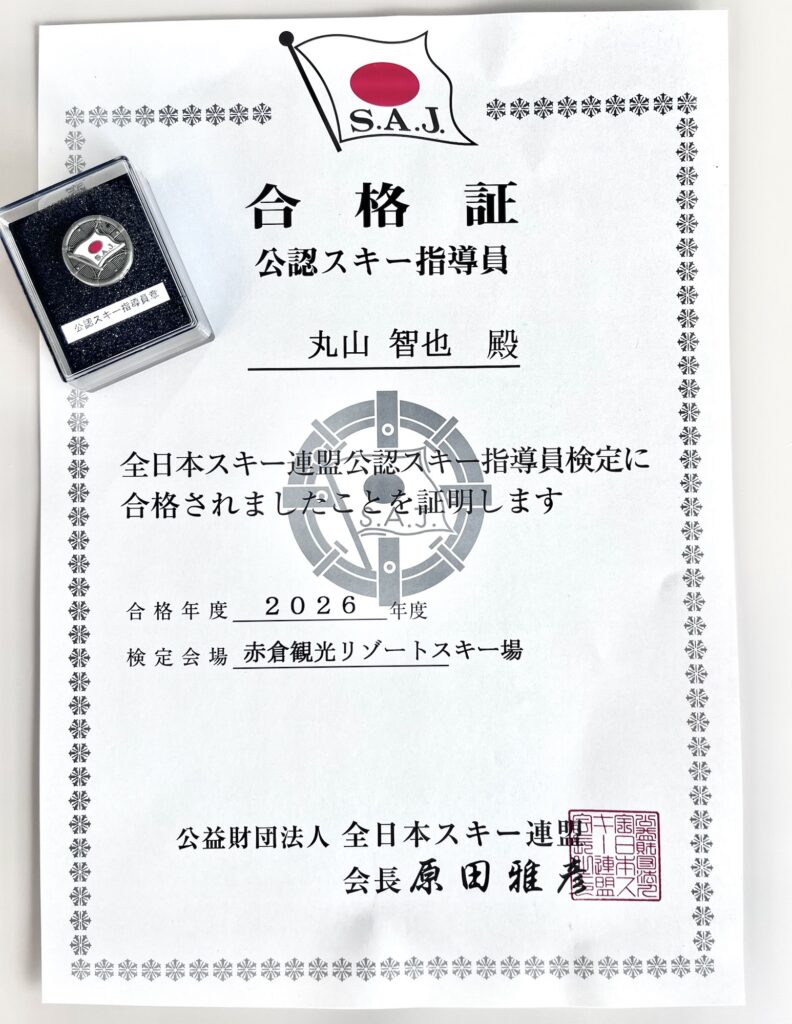 S.A.J.
合格証
公認スキー指導員
S.A.J.
公認スキー指導員章
丸山 智也 殿
全日本スキー連盟公認スキー指導員検定に
合格されましたことを証明します
S.A.J.
合格年度 2026 年度
検定会場 赤倉観光リゾートスキー場
公益財団法人 全日本スキー連盟
会長 原田雅彦